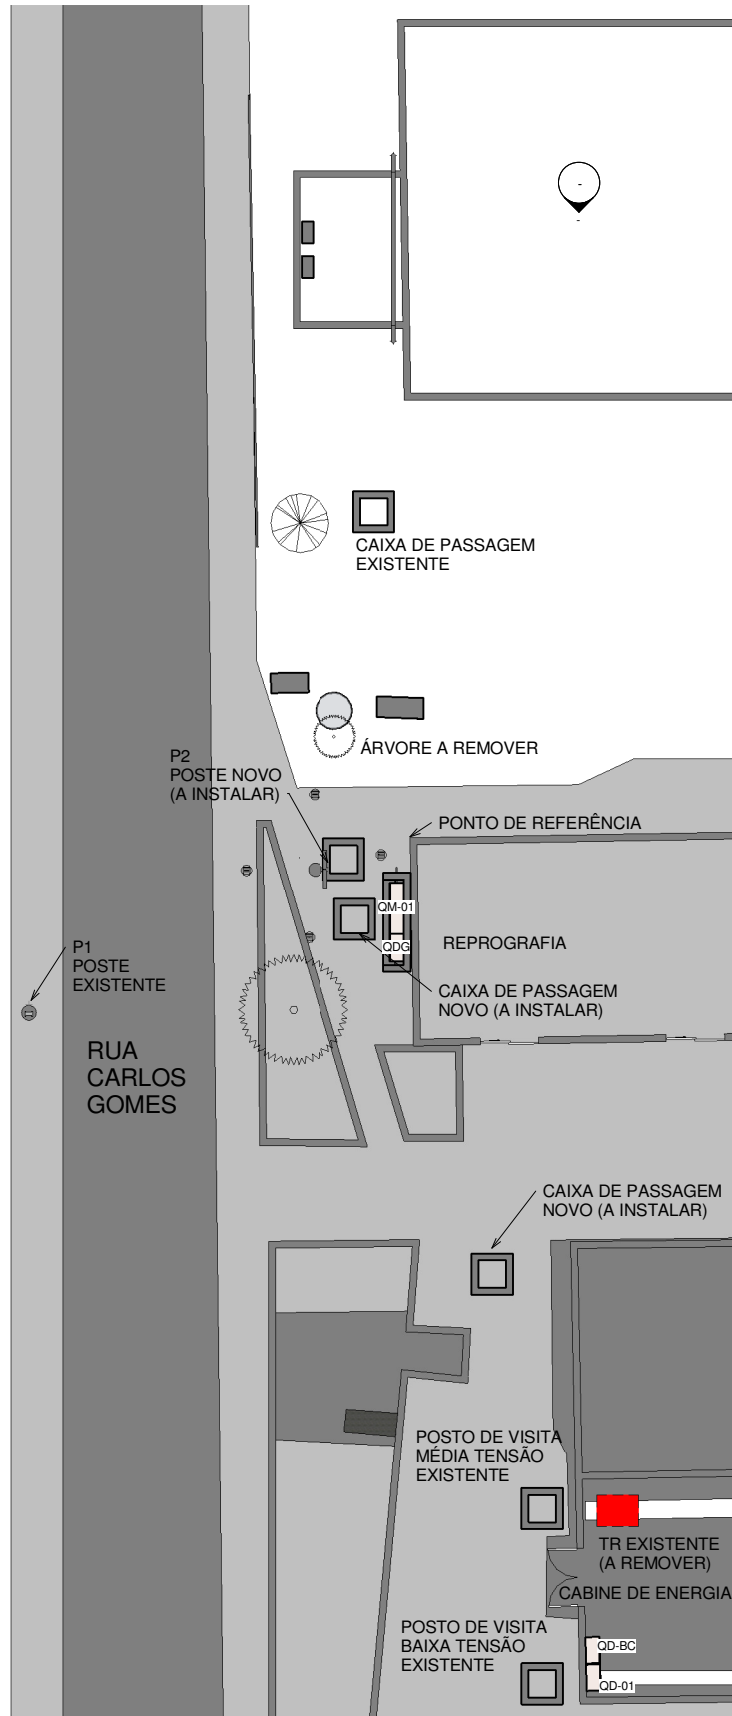 CAIXA DE PASSAGEM
EXISTENTE
ÁRVORE A REMOVER
P2
POSTE NOVO
(A INSTALAR)
PONTO DE REFERÊNCIA
QM-01
QDG
REPROGRAFIA
P1
POSTE
EXISTENTE
CAIXA DE PASSAGEM
NOVO (A INSTALAR)
RUA
CARLOS
GOMES
CAIXA DE PASSAGEM
NOVO (A INSTALAR)
POSTO DE VISITA
MÉDIA TENSÃO
EXISTENTE
TR EXISTENTE
(A REMOVER)
CABINE DE ENERGIA
POSTO DE VISITA
BAIXA TENSÃO
EXISTENTE
QD-BC
QD-01